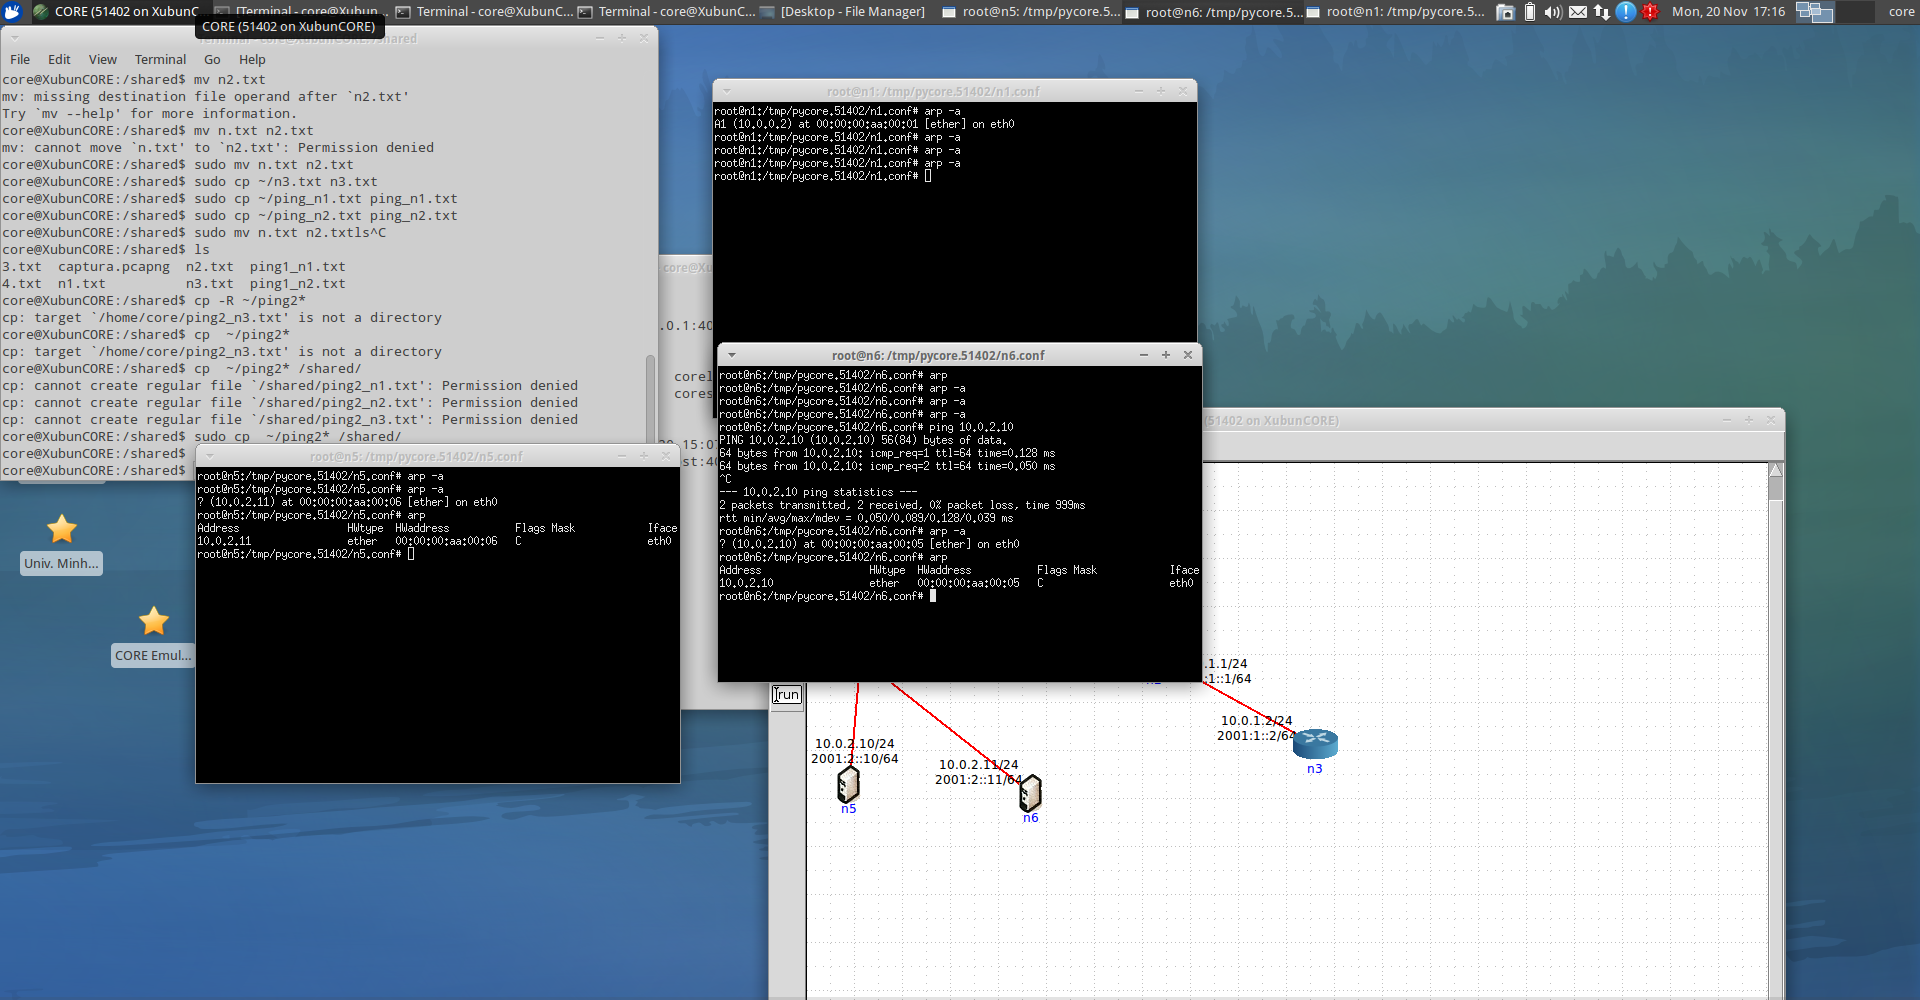 CORE (51402 on XubunC
[Terminal - core@Xubun...
Terminal - core@XubunC...
Terminal - core@XubunC...
[Desktop - File Manager]
root@n5: /tmp/pycore.5...
root@n6: /tmp/pycore.5...
root@n1: /tmp/pycore.5...
Mon, 20 Nov 17:16
core
CORE (51402 on XubunCORE)
/shared
File Edit View Terminal Go Help
core@XubunCORE:/shared$ mv n2.txt
mv: missing destination file operand after `n2.txt'
Try `mv --help' for more information.
core@XubunCORE:/shared$ mv n.txt n2.txt
mv: cannot move `n.txt' to `n2.txt': Permission denied
core@XubunCORE:/shared$ sudo mv n.txt n2.txt
core@XubunCORE:/shared$ sudo cp ~/n3.txt n3.txt
core@XubunCORE:/shared$ sudo cp ~/ping_n1.txt ping_n1.txt
core@XubunCORE:/shared$ sudo cp ~/ping_n2.txt ping_n2.txt
core@XubunCORE:/shared$ sudo mv n.txt n2.txtls^C
core@XubunCORE:/shared$ ls
3.txt  captura.pcapng  n2.txt  ping1_n1.txt
4.txt  n1.txt          n3.txt  ping1_n2.txt
core@XubunCORE:/shared$ cp -R ~/ping2*
cp: target `/home/core/ping2_n3.txt' is not a directory
core@XubunCORE:/shared$ cp  ~/ping2*
cp: target `/home/core/ping2_n3.txt' is not a directory
core@XubunCORE:/shared$ cp  ~/ping2* /shared/
cp: cannot create regular file `/shared/ping2_n1.txt': Permission denied
cp: cannot create regular file `/shared/ping2_n2.txt': Permission denied
cp: cannot create regular file `/shared/ping2_n3.txt': Permission denied
core@XubunCORE:/shared$ sudo cp  ~/ping2* /shared/
core@XubunCORE:/shared$
core@XubunCORE:/shared$
core@Xu
.0.1:40
corel
cores
20.15:07
st:40
root@n1: /tmp/pycore.51402/n1.conf
root@n1:/tmp/pycore.51402/n1.conf# arp -a
A1 (10.0.0.2) at 00:00:00:aa:00:01 [ether] on eth0
root@n1:/tmp/pycore.51402/n1.conf# arp -a
root@n1:/tmp/pycore.51402/n1.conf# arp -a
root@n1:/tmp/pycore.51402/n1.conf# arp -a
root@n1:/tmp/pycore.51402/n1.conf#
root@n6: /tmp/pycore.51402/n6.conf
root@n6:/tmp/pycore.51402/n6.conf# arp
root@n6:/tmp/pycore.51402/n6.conf# arp -a
root@n6:/tmp/pycore.51402/n6.conf# arp -a
root@n6:/tmp/pycore.51402/n6.conf# arp -a
root@n6:/tmp/pycore.51402/n6.conf# ping 10.0.2.10
PING 10.0.2.10 (10.0.2.10) 56(84) bytes of data.
64 bytes from 10.0.2.10: icmp_req=1 ttl=64 time=0.128 ms
64 bytes from 10.0.2.10: icmp_req=2 ttl=64 time=0.050 ms
^C
--- 10.0.2.10 ping statistics ---
2 packets transmitted, 2 received, 0% packet loss, time 999ms
rtt min/avg/max/mdev = 0.050/0.089/0.128/0.039 ms
root@n6:/tmp/pycore.51402/n6.conf# arp -a
? (10.0.2.10) at 00:00:00:aa:00:05 [ether] on eth0
root@n6:/tmp/pycore.51402/n6.conf# arp
Address HWtype HWaddress Flags Mask Iface
10.0.2.10 ether 00:00:00:aa:00:05 C eth0
root@n6:/tmp/pycore.51402/n6.conf#
root@n5: /tmp/pycore.51402/n5.conf
root@n5:/tmp/pycore.51402/n5.conf# arp -a
root@n5:/tmp/pycore.51402/n5.conf# arp -a
? (10.0.2.11) at 00:00:00:aa:00:06 [ether] on eth0
root@n5:/tmp/pycore.51402/n5.conf# arp
Address HWtype HWaddress Flags Mask Iface
10.0.2.11 ether 00:00:00:aa:00:06 C eth0
root@n5:/tmp/pycore.51402/n5.conf#
(51402 on XubunCORE)
Univ. Minh...
CORE Emul...
run
.1.1/24
:1::1/64
10.0.1.2/24
2001:1::2/64
n3
10.0.2.10/24
2001:2::10/64
n5
10.0.2.11/24
2001:2::11/64
n6